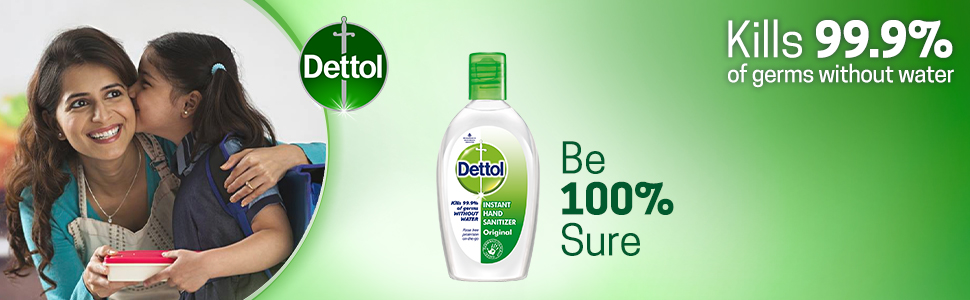 Dettol
Kills 99.9%
of germs without water
Be
100%
Sure
Dettol
Kills 99.9%
of germs
WITHOUT
WATER
INSTANT
HAND
SANITIZER
Original